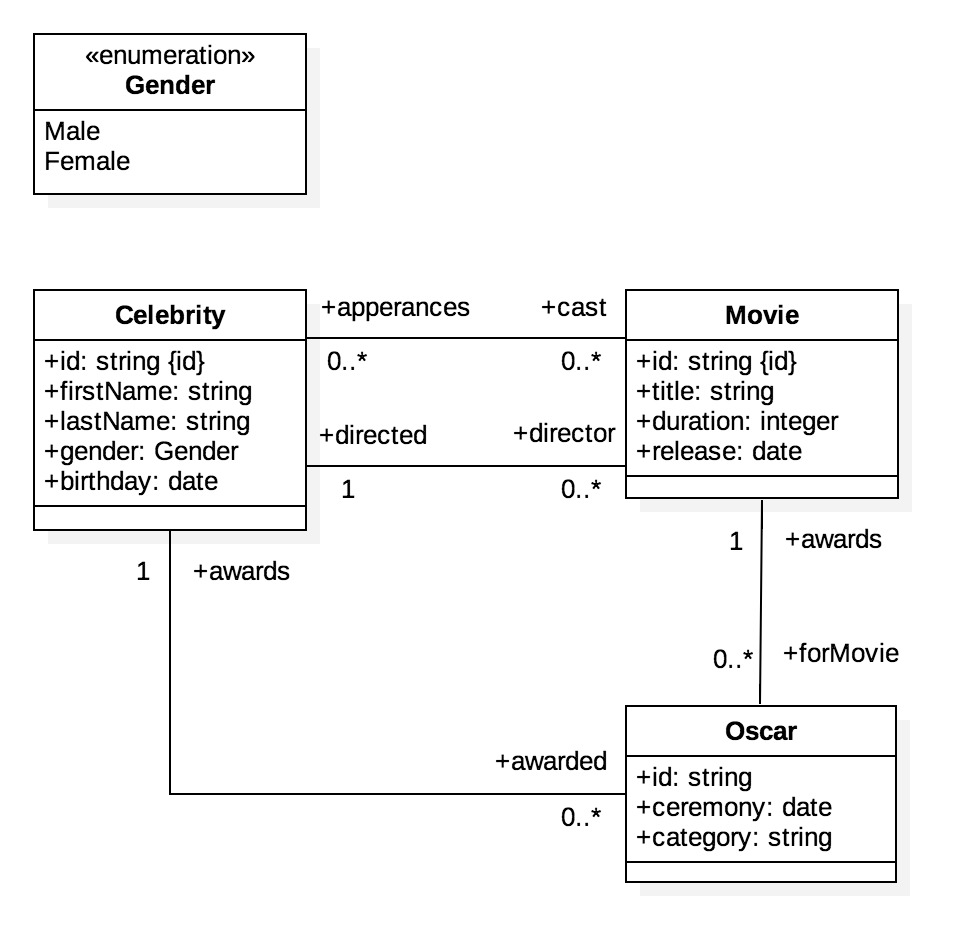 «enumeration»
Gender
Male
Female
Celebrity
+id: string {id}
+firstName: string
+lastName: string
+gender: Gender
+birthday: date
+apperances
+cast
0..*
0..*
+directed
+director
1
0..*
Movie
+id: string {id}
+title: string
+duration: integer
+release: date
1
+awards
1
+awards
0..*
+forMovie
+awarded
0..*
Oscar
+id: string
+ceremony: date
+category: string